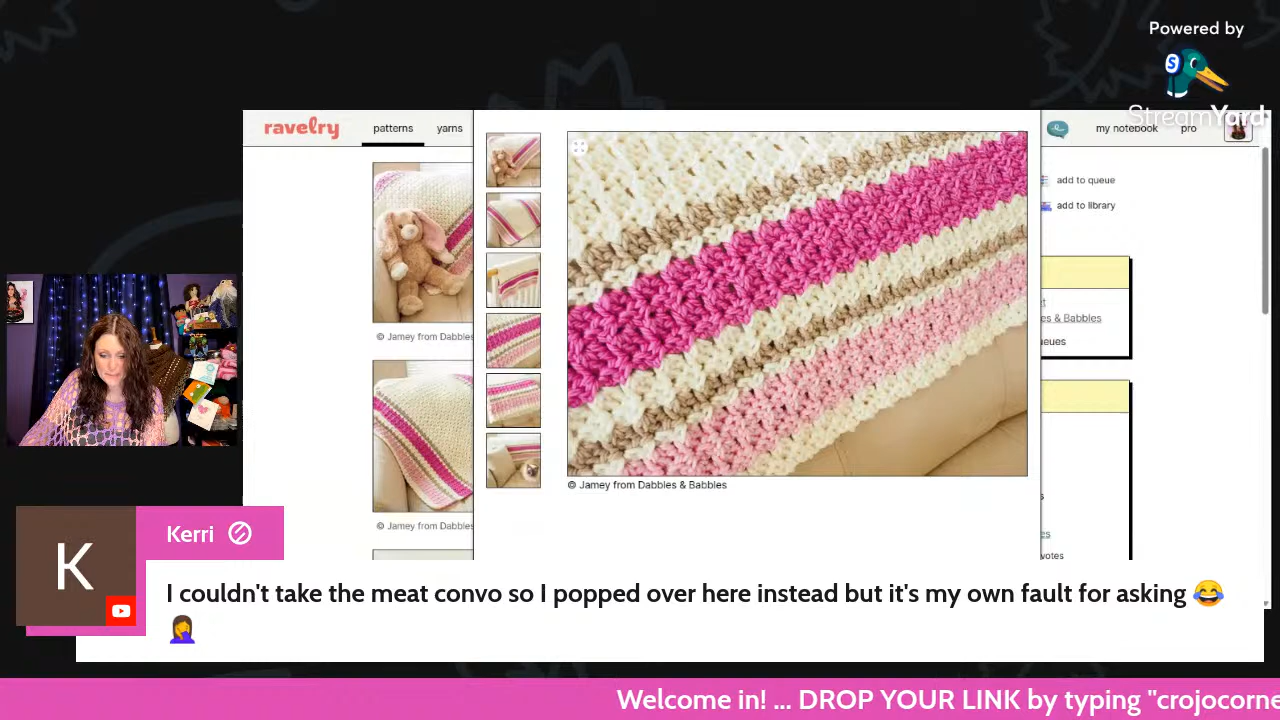 Powered by
StreamYard
ravelry
patterns
yarns
my notebook
pro
add to queue
add to library
© Jamey from Dabbles
es & Babbles
ueues
© Jamey from Dabbles & Babbles
© Jamey from Dabbles
es
votes
K
Kerri
I couldn't take the meat convo so I popped over here instead but it's my own fault for asking 😂
🤦‍♀️
Welcome in! ... DROP YOUR LINK by typing "crojocorne